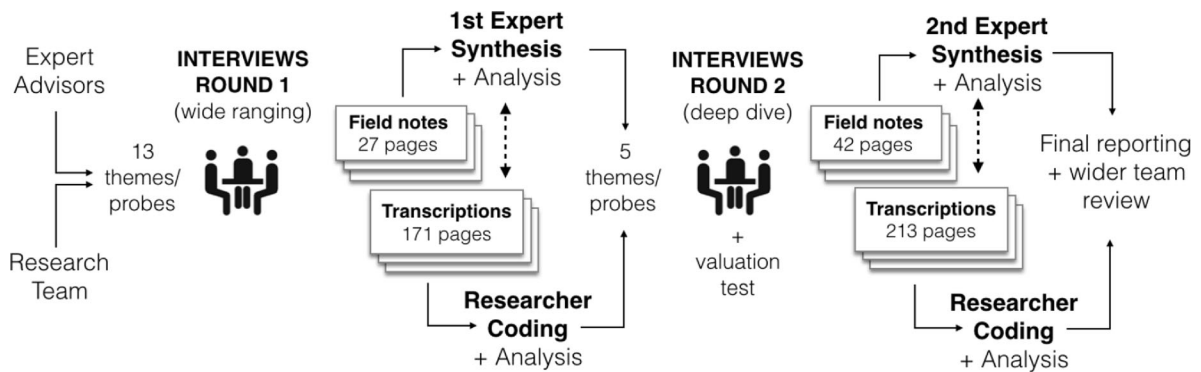 Expert
Advisors
Research
Team
13
themes/
probes
INTERVIEWS
ROUND 1
(wide ranging)
1st Expert
Synthesis
+ Analysis
Field notes
27 pages
Transcriptions
171 pages
Researcher
Coding
+ Analysis
5
themes/
probes
INTERVIEWS
ROUND 2
(deep dive)
+
valuation
test
2nd Expert
Synthesis
+ Analysis
Field notes
42 pages
Transcriptions
213 pages
Researcher
Coding
+ Analysis
Final reporting
+ wider team
review